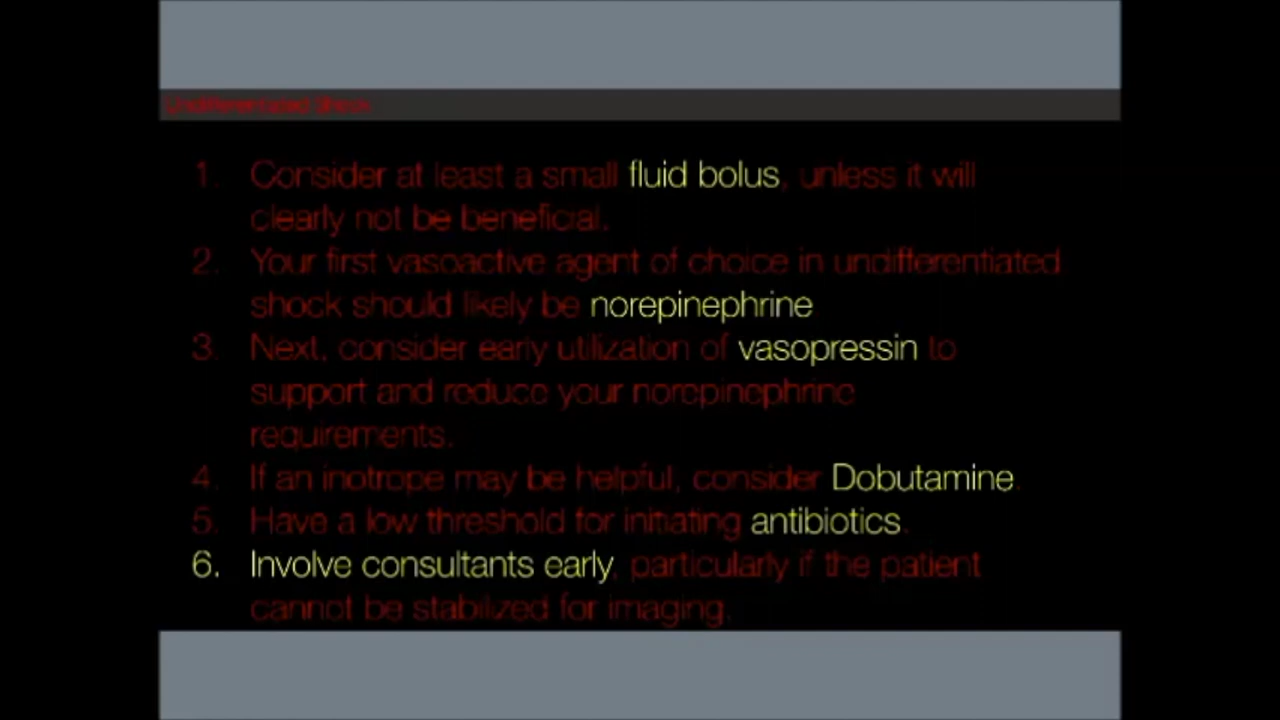 Undifferentiated Shock
1. Consider at least a small fluid bolus, unless it will
clearly not be beneficial.
2. Your first vasoactive agent of choice in undifferentiated
shock should likely be norepinephrine
3. Next, consider early utilization of vasopressin to
support and reduce your norepinephrine
requirements.
4. If an inotrope may be helpful, consider Dobutamine.
5. Have a low threshold for initiating antibiotics.
6. Involve consultants early, particularly if the patient
cannot be stabilized for imaging.